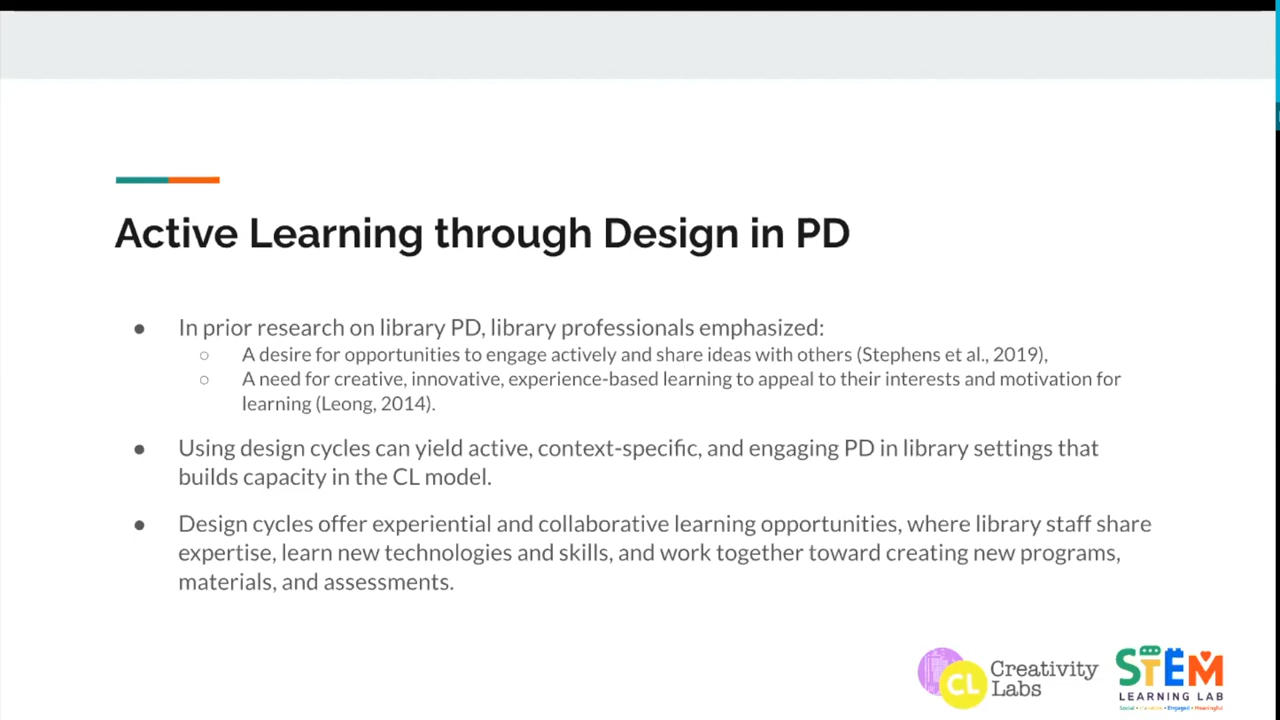 Active Learning through Design in PD
● In prior research on library PD, library professionals emphasized:
○ A desire for opportunities to engage actively and share ideas with others (Stephens et al., 2019),
○ A need for creative, innovative, experience-based learning to appeal to their interests and motivation for
learning (Leong, 2014).
● Using design cycles can yield active, context-specific, and engaging PD in library settings that
builds capacity in the CL model.
● Design cycles offer experiential and collaborative learning opportunities, where library staff share
expertise, learn new technologies and skills, and work together toward creating new programs,
materials, and assessments.
CL
Creativity
Labs
STEM
LEARNING LAB
Social • • Engaged • Meaningful